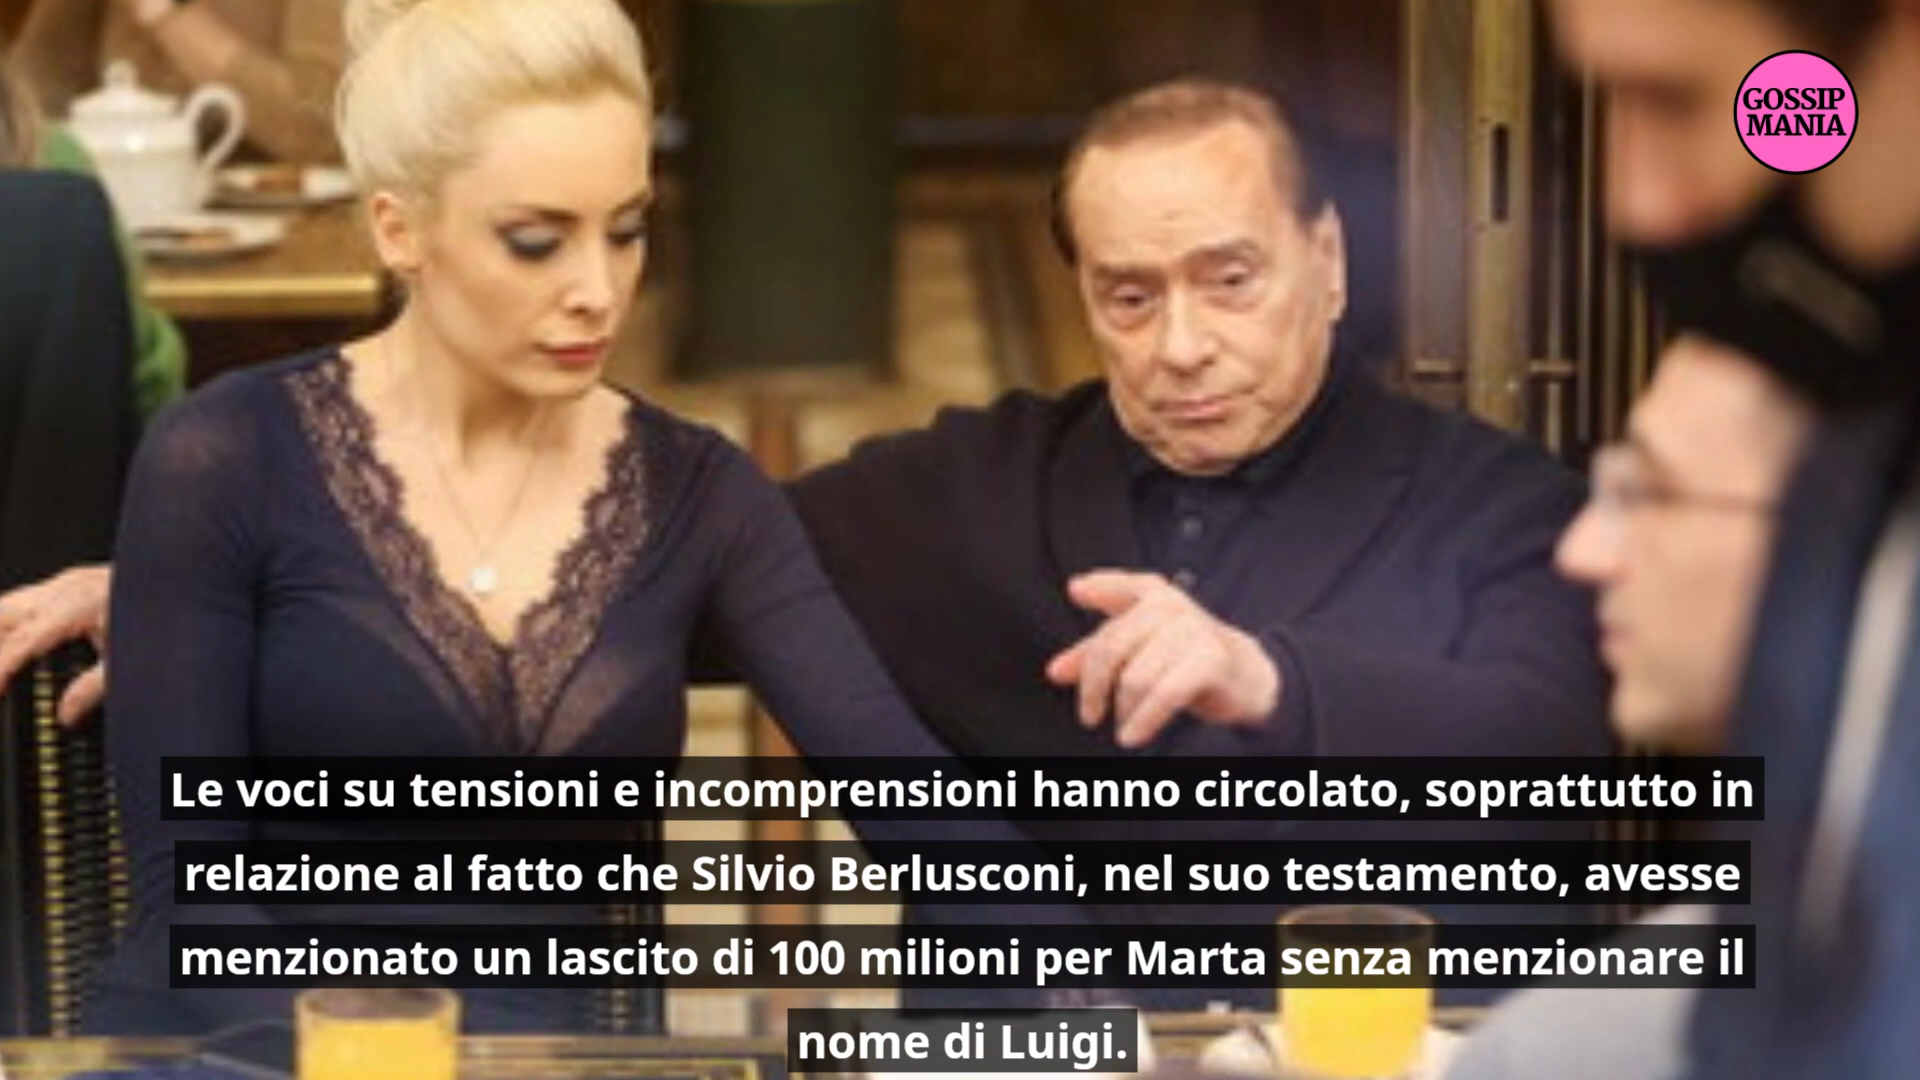 GOSSIP
MANIA
Le voci su tensioni e incomprensioni hanno circolato, soprattutto in
relazione al fatto che Silvio Berlusconi, nel suo testamento, avesse
menzionato un lascito di 100 milioni per Marta senza menzionare il
nome di Luigi.